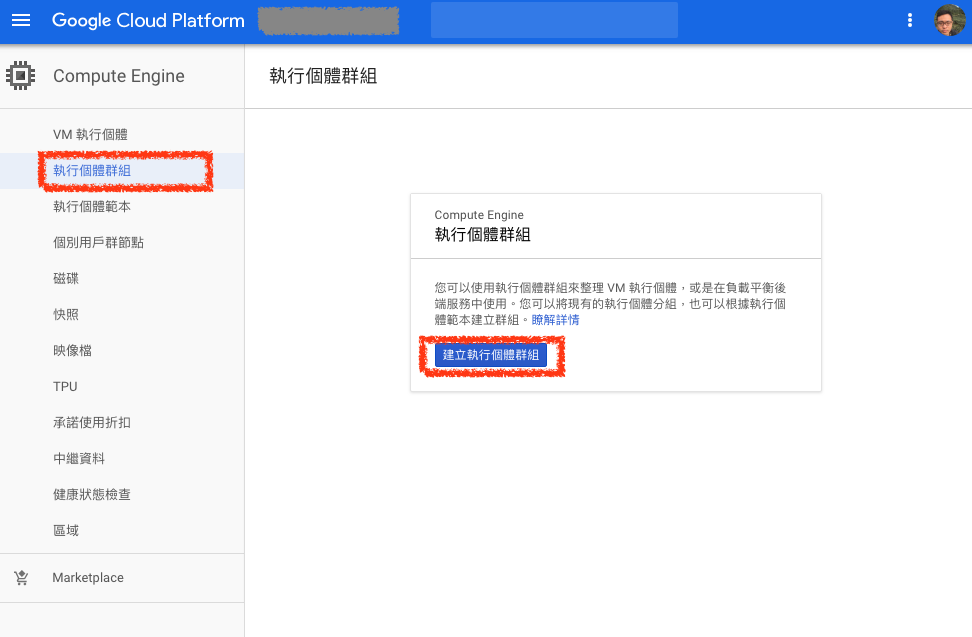 Google Cloud Platform
Compute Engine
執行個體群組
VM 執行個體
執行個體群組
執行個體範本
個別用戶群節點
磁碟
快照
映像檔
TPU
承諾使用折扣
中繼資料
健康狀態檢查
區域
Marketplace
Compute Engine
執行個體群組
您可以使用執行個體群組來整理 VM 執行個體，或是在負載平衡後
端服務中使用。您可以將現有的執行個體分組，也可以根據執行個
體範本建立群組。瞭解詳情
建立執行個體群組